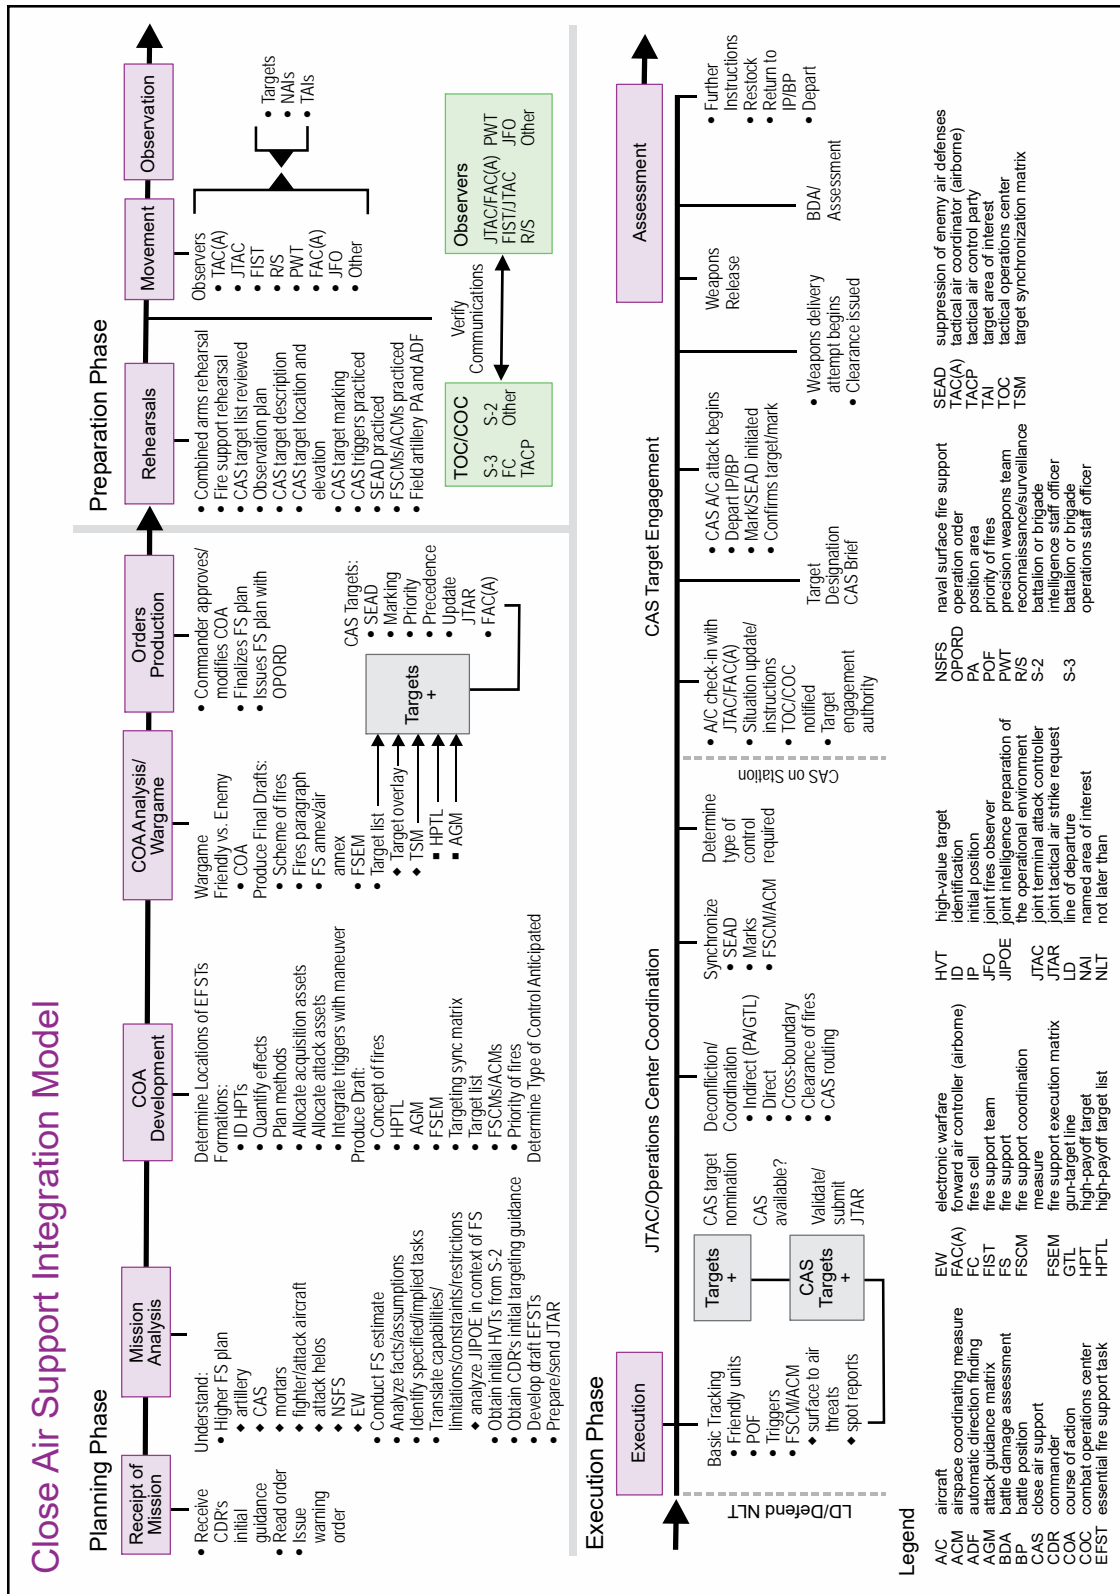 Close Air Support Integration Model
Planning Phase
Receipt of
Mission
• Receive
CDR's
initial
guidance
• Read order
• Issue
warning
order
Mission
Analysis
Understand:
• Higher FS plan
◆ artillery
◆ CAS
◆ mortars
◆ fighter/attack aircraft
◆ attack helos
◆ NSFS
◆ EW
• Conduct FS estimate
• Analyze facts/assumptions
• Identify specified/implied tasks
• Translate capabilities/
limitations/constraints/restrictions
◆ analyze JIPOE in context of FS
• Obtain initial HVTs from S-2
• Obtain CDR's initial targeting guidance
• Develop draft EFSTs
• Prepare/send JTAR
COA
Development
Determine Locations of EFSTs
Formations:
• ID HPTs
• Quantify effects
• Plan methods
• Allocate acquisition assets
• Allocate attack assets
• Integrate triggers with maneuver
Produce Draft:
• Concept of fires
• HPTL
• AGM
• FSEM
• Targeting sync matrix
• Target list
• FSCMs/ACMs
• Priority of fires
Determine Type of Control Anticipated
COA Analysis/
Wargame
Wargame
Friendly vs. Enemy
• COA
Produce Final Drafts:
• Scheme of fires
• Fires paragraph
• FS annex/air
annex
• FSEM
• Target list
◆ Target overlay
◆ TSM
■ HPTL
■ AGM
Orders
Production
• Commander approves/
modifies COA
• Finalizes FS plan
• Issues FS plan with
OPORD
Targets
+
CAS Targets:
• SEAD
• Marking
• Priority
• Precedence
• Update
JTAR
• FAC(A)
Preparation Phase
Rehearsals
• Combined arms rehearsal
• Fire support rehearsal
• CAS target list reviewed
• Observation plan
• CAS target description
• CAS target location and
elevation
• CAS target marking
• CAS triggers practiced
• SEAD practiced
• FSCMs/ACMs practiced
• Field artillery PA and ADF
Movement
Observers
• TAC(A)
• JTAC
• FIST
• R/S
• PWT
• FAC(A)
• JFO
• Other
Observation
• Targets
• NAIs
• TAIs
TOC/COC
S-3 S-2
FC Other
TACP
Verify
Communications
Observers
JTAC/FAC(A) PWT
FIST/JTAC JFO
R/S Other
Execution Phase
LD/Defend NLT
Execution
Basic Tracking
• Friendly units
• POF
• Triggers
• FSCM/ACM
◆ surface to air
threats
◆ spot reports
JTAC/Operations Center Coordination
Targets
+
CAS
Targets
+
CAS target
nomination
CAS
available?
Validate/
submit
JTAR
Deconfliction/
Coordination
• Indirect (PA/GTL)
• Direct
• Cross-boundary
• Clearance of fires
• CAS routing
Synchronize
• SEAD
• Marks
• FSCM/ACM
Determine
type of
control
required
CAS on Station
CAS Target Engagement
• A/C check-in with
JTAC/FAC(A)
• Situation update/
instructions
• TOC/COC
notified
• Target
engagement
authority
Target
Designation
CAS Brief
• CAS A/C attack begins
• Depart IP/BP
• Mark/SEAD initiated
• Confirms target/mark
• Weapons delivery
attempt begins
• Clearance issued
Weapons
Release
BDA/
Assessment
Assessment
• Further
Instructions
• Restock
• Return to
IP/BP
• Depart
Legend
A/C aircraft
ACM airspace coordinating measure
ADF automatic direction finding
AGM attack guidance matrix
BDA battle damage assessment
BP battle position
CAS close air support
CDR commander
COA course of action
COC combat operations center
EFST essential fire support task
EW electronic warfare
FAC(A) forward air controller (airborne)
FC fires cell
FIST fire support team
FS fire support
FSCM fire support coordination
measure
FSEM fire support execution matrix
GTL gun-target line
HPT high-payoff target
HPTL high-payoff target list
HVT high-value target
ID identification
IP initial position
JFO joint fires observer
JIPOE joint intelligence preparation of
the operational environment
JTAC joint terminal attack controller
JTAR joint tactical air strike request
LD line of departure
NAI named area of interest
NLT not later than
NSFS naval surface fire support
OPORD operation order
PA position area
POF priority of fires
PWT precision weapons team
R/S reconnaissance/surveillance
S-2 battalion or brigade
intelligence staff officer
S-3 battalion or brigade
operations staff officer
SEAD suppression of enemy air defenses
TAC(A) tactical air coordinator (airborne)
TACP tactical air control party
TAI target area of interest
TOC tactical operations center
TSM target synchronization matrix